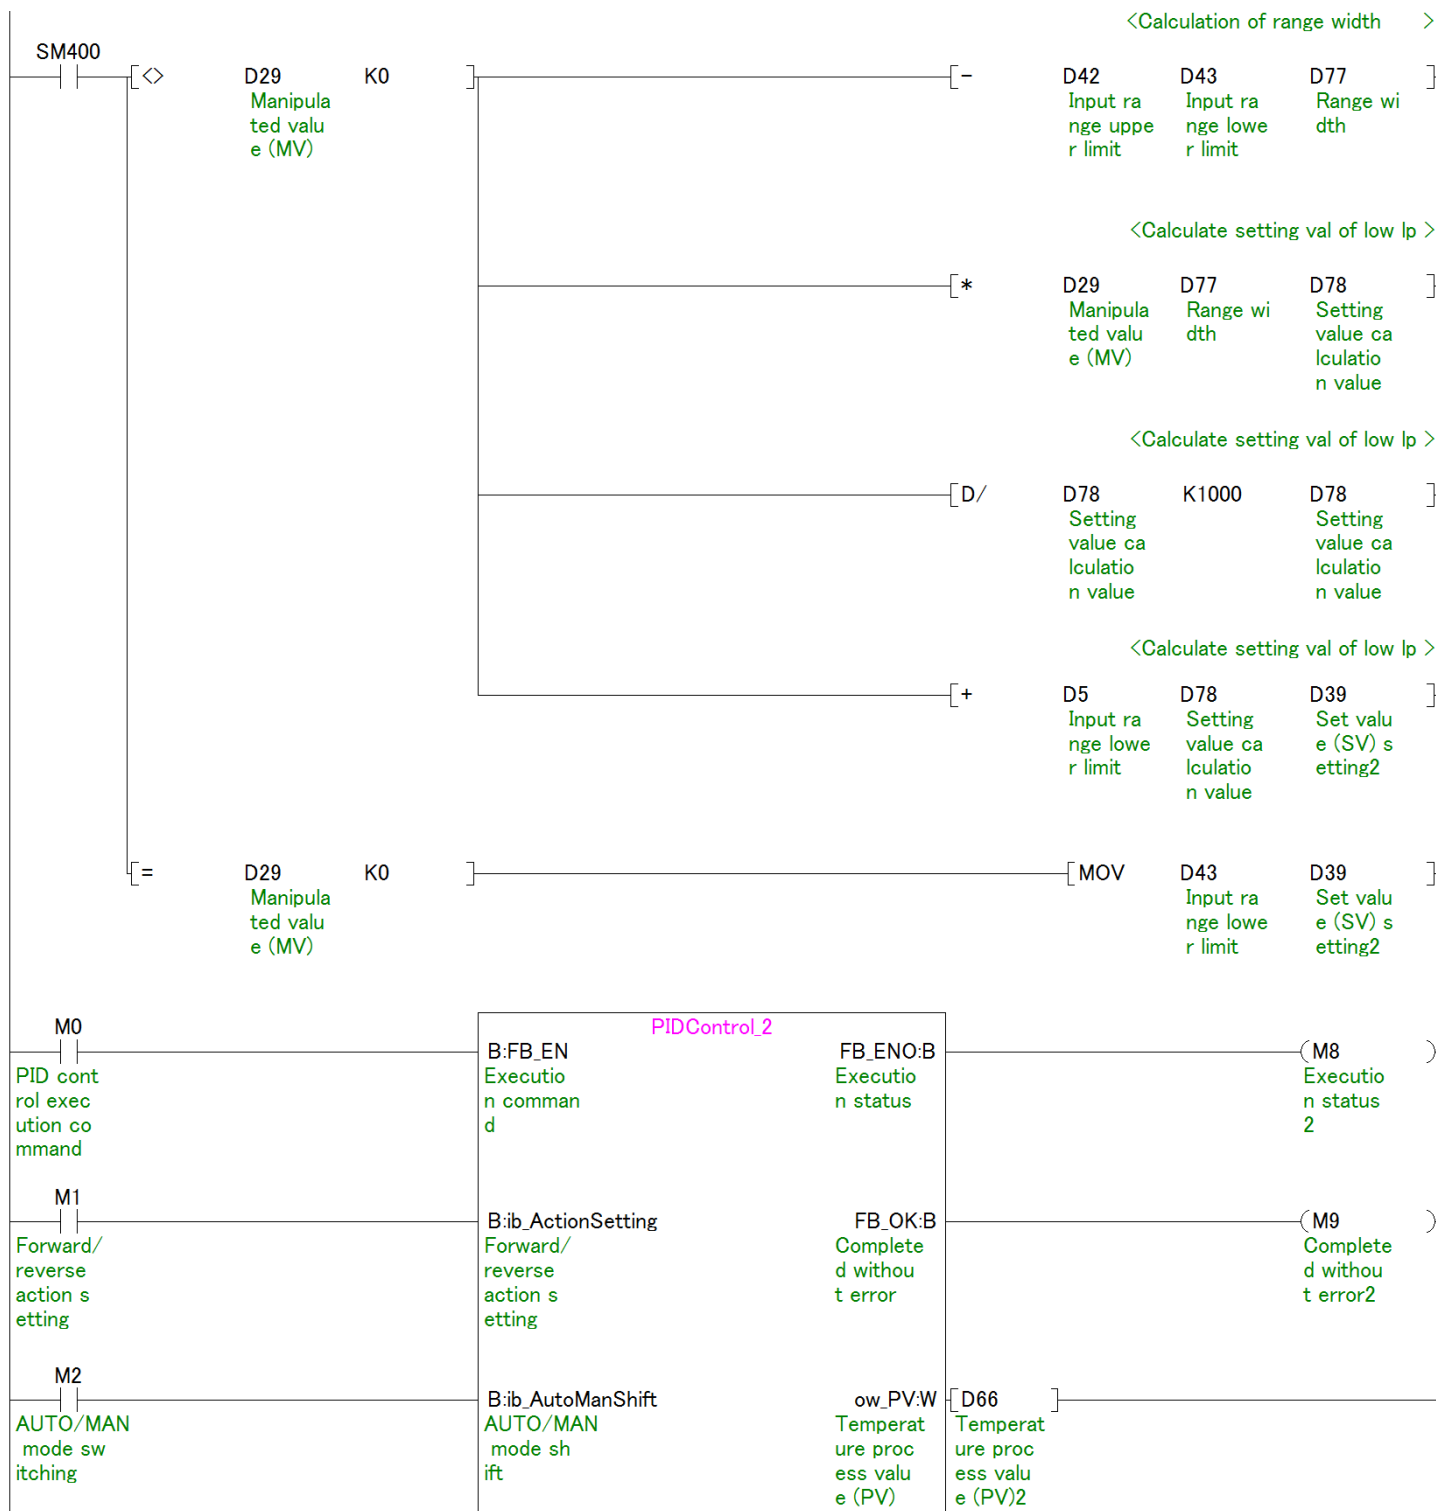 <Calculation of range width >
SM400
[<> D29 K0 ] [- D42 D43 D77 ]
Manipula Input ra Input ra Range wi
ted valu nge uppe nge lowe dth
e (MV) r limit r limit
<Calculate setting val of low lp >
[* D29 D77 D78 ]
Manipula Range wi Setting
ted valu dth value ca
e (MV) lculatio
n value
<Calculate setting val of low lp >
[D/ D78 K1000 D78 ]
Setting Setting
value ca value ca
lculatio lculatio
n value n value
<Calculate setting val of low lp >
[+ D5 D78 D39 ]
Input ra Setting Set valu
nge lowe value ca e (SV) s
r limit lculatio etting2
n value
[= D29 K0 ] [MOV D43 D39 ]
Manipula Input ra Set valu
ted valu nge lowe e (SV) s
e (MV) r limit etting2
PIDControl_2
M0
B:FB_EN FB_ENO:B (M8 )
PID cont Executio Executio Executio
rol exec n comman n status n status
ution co d 2
mmand
M1
B:ib_ActionSetting FB_OK:B (M9 )
Forward/ Forward/ Complete Complete
reverse reverse d withou d withou
action s action s t error t error2
etting etting
M2
B:ib_AutoManShift ow_PV:W [D66 ]
AUTO/MAN AUTO/MAN Temperat Temperat
mode sw mode sh ure proc ure proc
itching ift ess valu ess valu
e (PV) e (PV)2